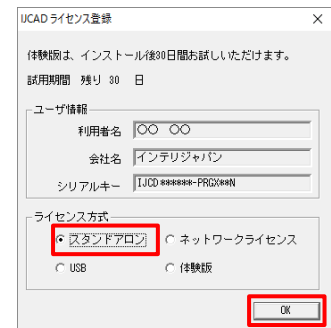 IJCAD ライセンス登録
体験版は、インストール後30日間お試しいただけます。
試用期間 残り 30 日
ユーザ情報
利用者名 〇〇 〇〇
会社名 インテリジャパン
シリアルキー IJCD******-PRGX**N
ライセンス方式
スタンドアロン ネットワークライセンス
USB 体験版
OK